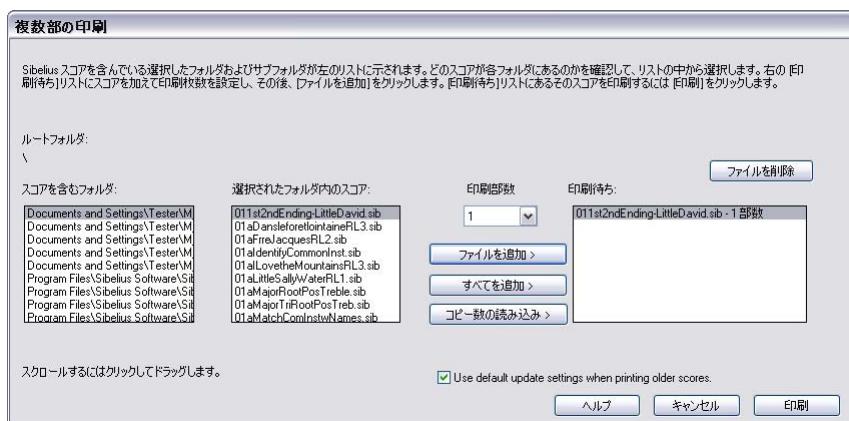 複数部の印刷
Sibelius スコアを含んでいる選択したフォルダおよびサブフォルダが左のリストに示されます。どのスコアが各フォルダにあるのかを確認して、リストの中から選択します。右の [印
刷待ち]リストにスコアを加えて印刷枚数を設定し、その後、[ファイルを追加] をクリックします。[印刷待ち]リストにあるそのスコアを印刷するには [印刷] をクリックします。
ルートフォルダ:
\
ファイルを削除
スコアを含むフォルダ: 選択されたフォルダ内のスコア: 印刷部数 印刷待ち:
Documents and Settings\Tester\M 011st2ndEnding-LittleDavid.sib 1 011st2ndEnding-LittleDavid.sib - 1 部数
Documents and Settings\Tester\M 01aDansleforetlointaineRL3.sib
Documents and Settings\Tester\M 01aFrreJacquesRL2.sib
Documents and Settings\Tester\M 01aIdentifyCommonInst.sib ファイルを追加 >
Documents and Settings\Tester\M 01aILovetheMountainsRL3.sib
Program Files\Sibelius Software\Sib 01aLittleSallyWaterRL1.sib すべてを追加 >
Program Files\Sibelius Software\Sib 01aMajorRootPosTreble.sib
Program Files\Sibelius Software\Sib 01aMajorTriRootPosTreb.sib コピー数の読み込み >
Program Files\Sibelius Software\Sib 01aMatchComInstwNames.sib
スクロールするにはクリックしてドラッグします。
Use default update settings when printing older scores.
ヘルプ キャンセル 印刷